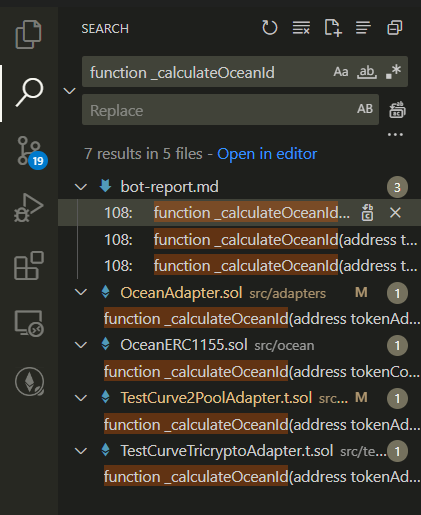 SEARCH
function _calculateOceanId Aa ab .*
Replace AB
...
7 results in 5 files - Open in editor
bot-report.md 3
108: function _calculateOceanId...
108: function _calculateOceanId(address t...
108: function _calculateOceanId(address t...
OceanAdapter.sol src/adapters M 1
function _calculateOceanId(address tokenAd...
OceanERC1155.sol src/ocean 1
function _calculateOceanId(address tokenCo...
TestCurve2PoolAdapter.t.sol src... M 1
function _calculateOceanId(address tokenAd...
TestCurveTricryptoAdapter.t.sol src/te... 1
function _calculateOceanId(address tokenAd...
19